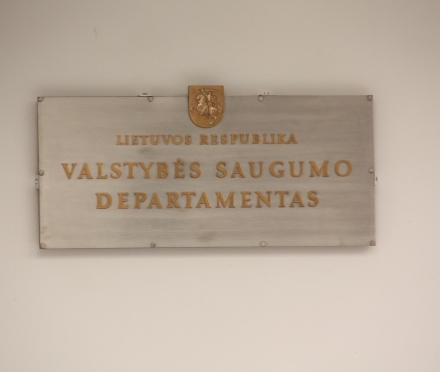 LIETUVOS RESPUBLIKA
VALSTYBĖS SAUGUMO
DEPARTAMENTAS